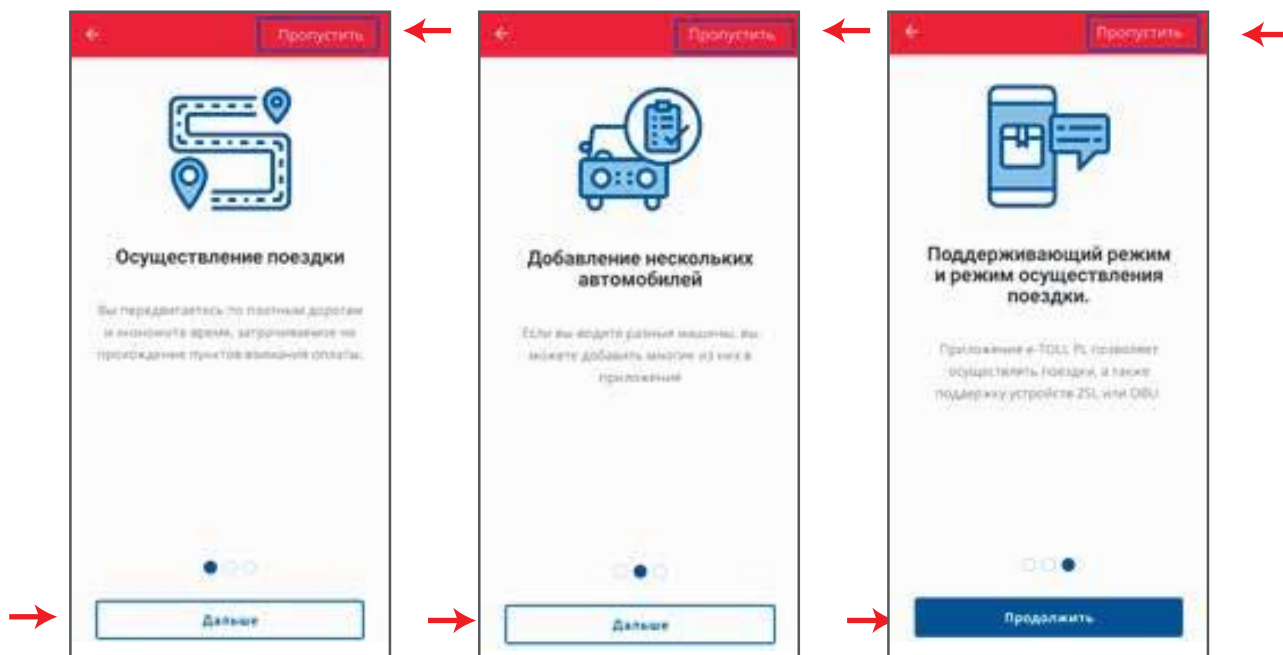 Пропустить
Осуществление поездки
Вы передвигаетесь по платным дорогам
и экономите время, затрачиваемое на
прохождение пунктов взимания оплаты.
Дальше
Пропустить
Добавление нескольких
автомобилей
Если вы водите разные машины, вы
можете добавить многие из них в
приложения
Дальше
Пропустить
Поддерживающий режим
и режим осуществления
поездки.
Приложение e-TOLL PL позволяет
осуществлять поездки, а также
поддержку устройств ZSL или OBU
Продолжить